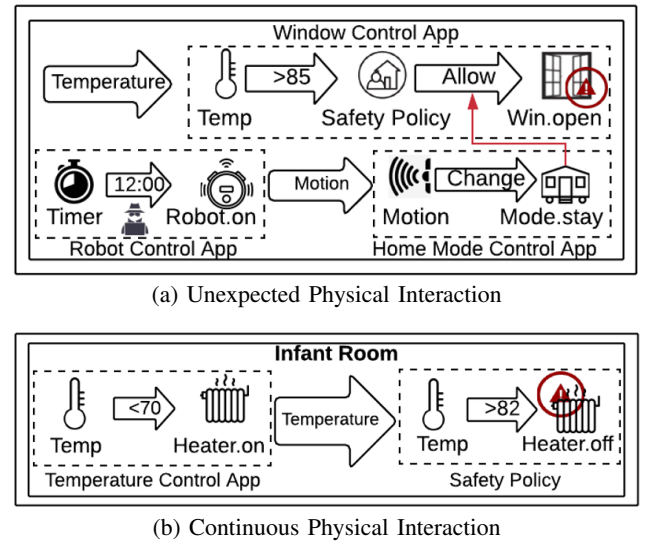 Window Control App
Temperature
>85
Allow
Temp
Safety Policy
Win.open
12:00
Motion
Change
Timer
Robot.on
Motion
Mode.stay
Robot Control App
Home Mode Control App
(a) Unexpected Physical Interaction
Infant Room
<70
Temperature
>82
Temp
Heater.on
Temp
Heater.off
Temperature Control App
Safety Policy
(b) Continuous Physical Interaction